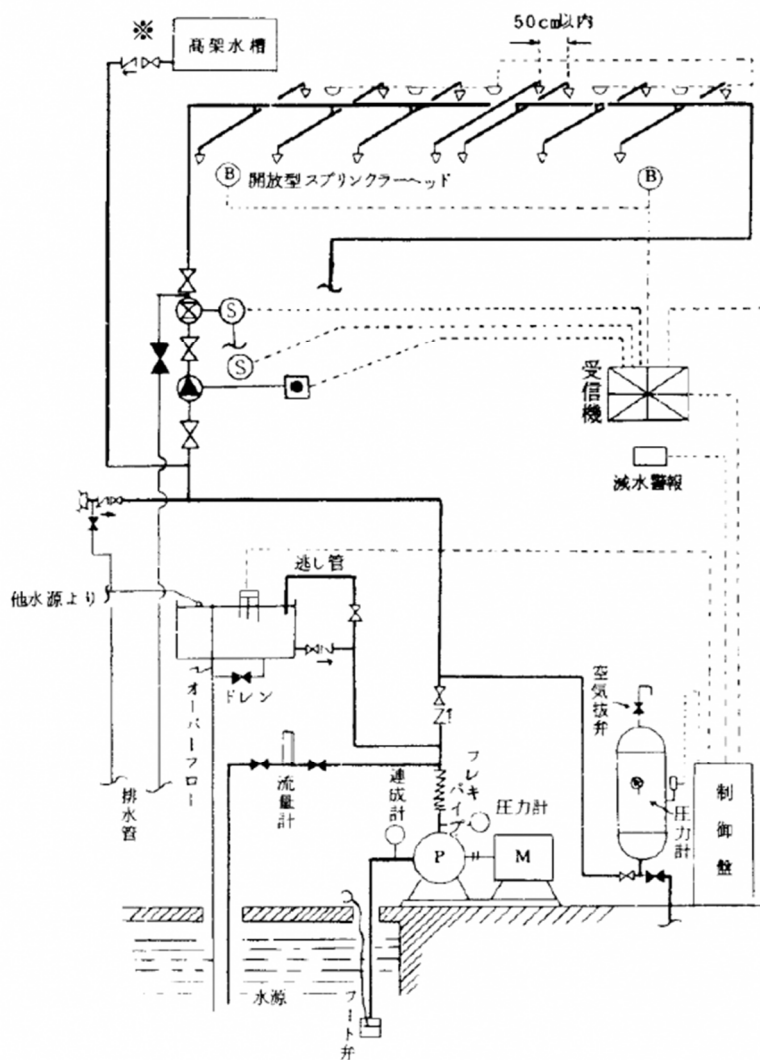 50cm以内
※
高架水槽
B
開放型スプリンクラーヘッド
B
S
S
受信機
減水警報
逃し管
他水源より
ドレン
オーバーフロー
空気抜弁
流量計
連成計
フレキ
パイプ
圧力計
排水管
P
M
圧力計
制御盤
水源
フート弁